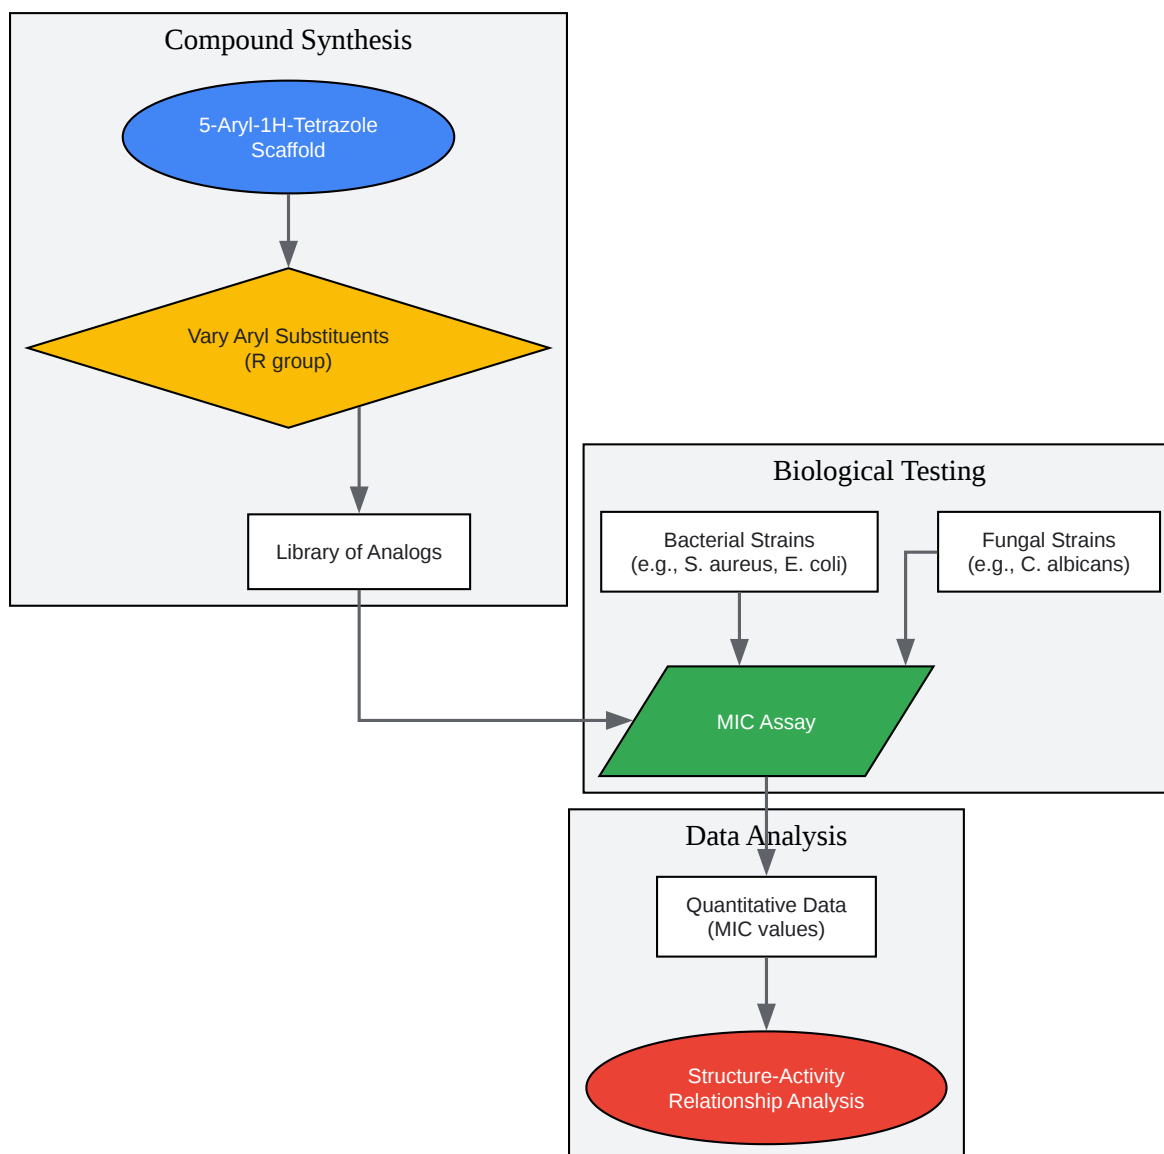 Compound Synthesis
5-Aryl-1H-Tetrazole
Scaffold
Vary Aryl Substituents
(R group)
Library of Analogs
Biological Testing
Bacterial Strains
(e.g., S. aureus, E. coli)
Fungal Strains
(e.g., C. albicans)
MIC Assay
Data Analysis
Quantitative Data
(MIC values)
Structure-Activity
Relationship Analysis